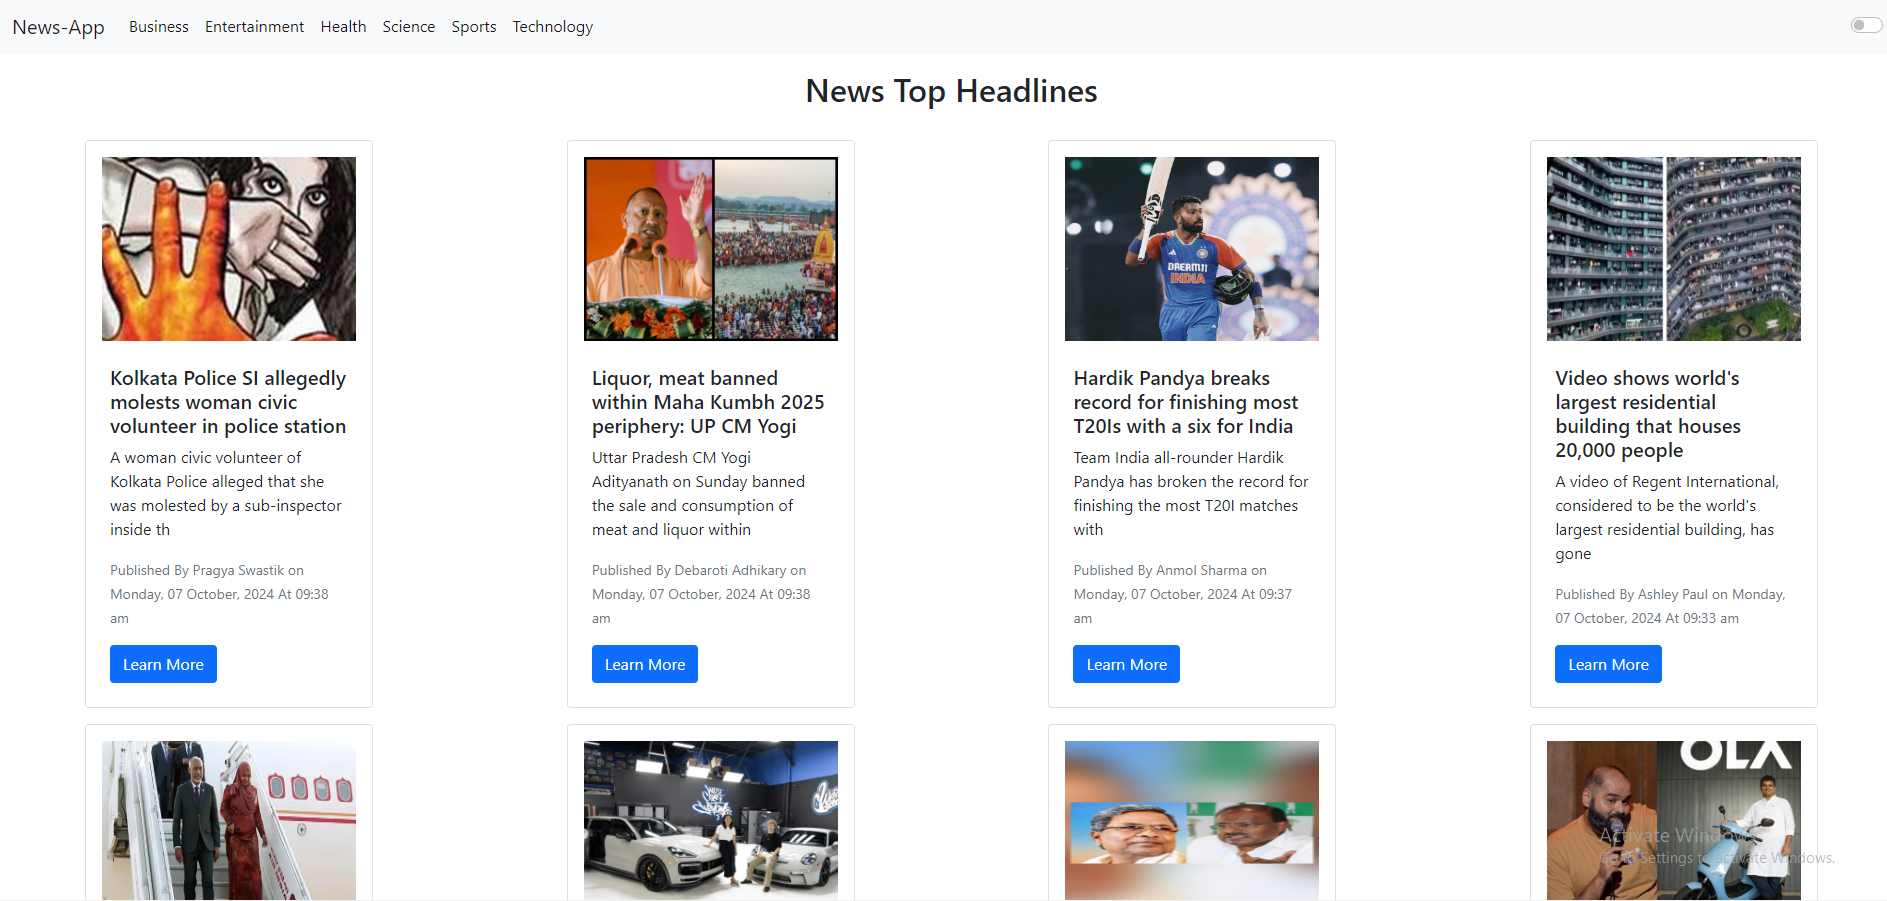 News-App Business Entertainment Health Science Sports Technology
News Top Headlines
DREAM11
INDIA
Kolkata Police SI allegedly
molests woman civic
volunteer in police station
A woman civic volunteer of
Kolkata Police alleged that she
was molested by a sub-inspector
inside th
Published By Pragya Swastik on
Monday, 07 October, 2024 At 09:38
am
Learn More
Liquor, meat banned
within Maha Kumbh 2025
periphery: UP CM Yogi
Uttar Pradesh CM Yogi
Adityanath on Sunday banned
the sale and consumption of
meat and liquor within
Published By Debaroti Adhikary on
Monday, 07 October, 2024 At 09:38
am
Learn More
Hardik Pandya breaks
record for finishing most
T20Is with a six for India
Team India all-rounder Hardik
Pandya has broken the record for
finishing the most T20I matches
with
Published By Anmol Sharma on
Monday, 07 October, 2024 At 09:37
am
Learn More
Video shows world's
largest residential
building that houses
20,000 people
A video of Regent International,
considered to be the world's
largest residential building, has
gone
Published By Ashley Paul on Monday,
07 October, 2024 At 09:33 am
Learn More
OLA
Activate Windows
Go to Settings to activate Windows.